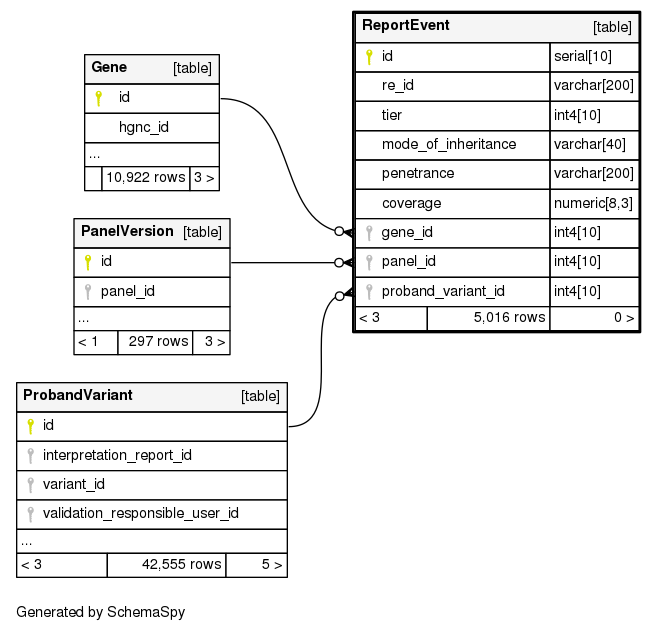 Gene [table]
id
hgnc_id
...
10,922 rows 3 >
PanelVersion [table]
id
panel_id
...
< 1 297 rows 3 >
ProbandVariant [table]
id
interpretation_report_id
variant_id
validation_responsible_user_id
...
< 3 42,555 rows 5 >
ReportEvent [table]
id serial[10]
re_id varchar[200]
tier int4[10]
mode_of_inheritance varchar[40]
penetrance varchar[200]
coverage numeric[8,3]
gene_id int4[10]
panel_id int4[10]
proband_variant_id int4[10]
< 3 5,016 rows 0 >
Generated by SchemaSpy